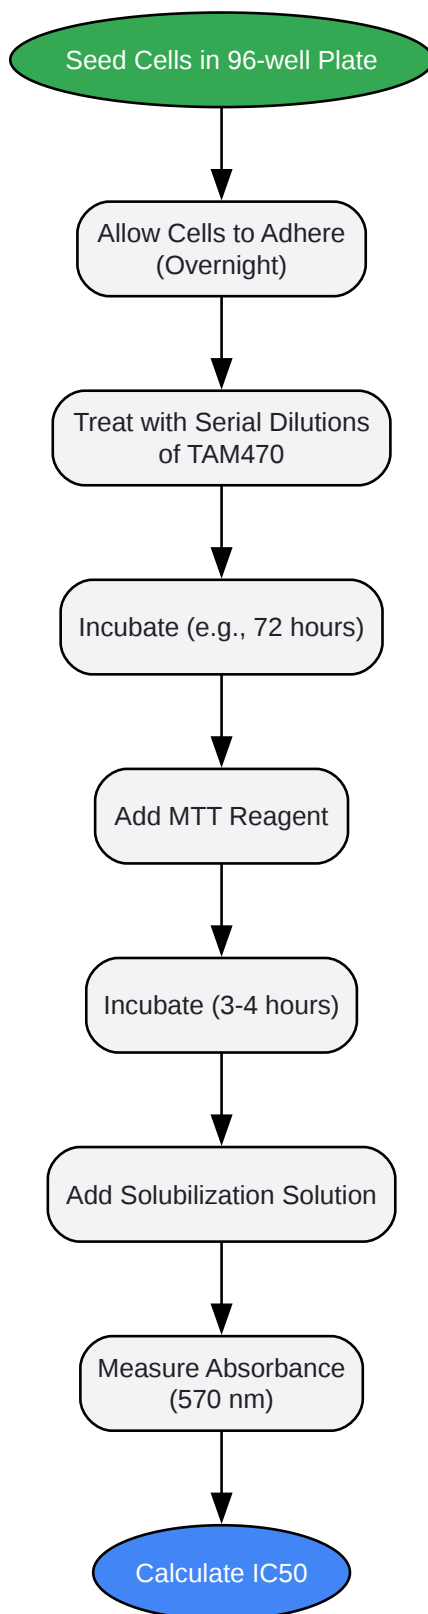 Seed Cells in 96-well Plate
Allow Cells to Adhere
(Overnight)
Treat with Serial Dilutions
of TAM470
Incubate (e.g., 72 hours)
Add MTT Reagent
Incubate (3-4 hours)
Add Solubilization Solution
Measure Absorbance
(570 nm)
Calculate IC50